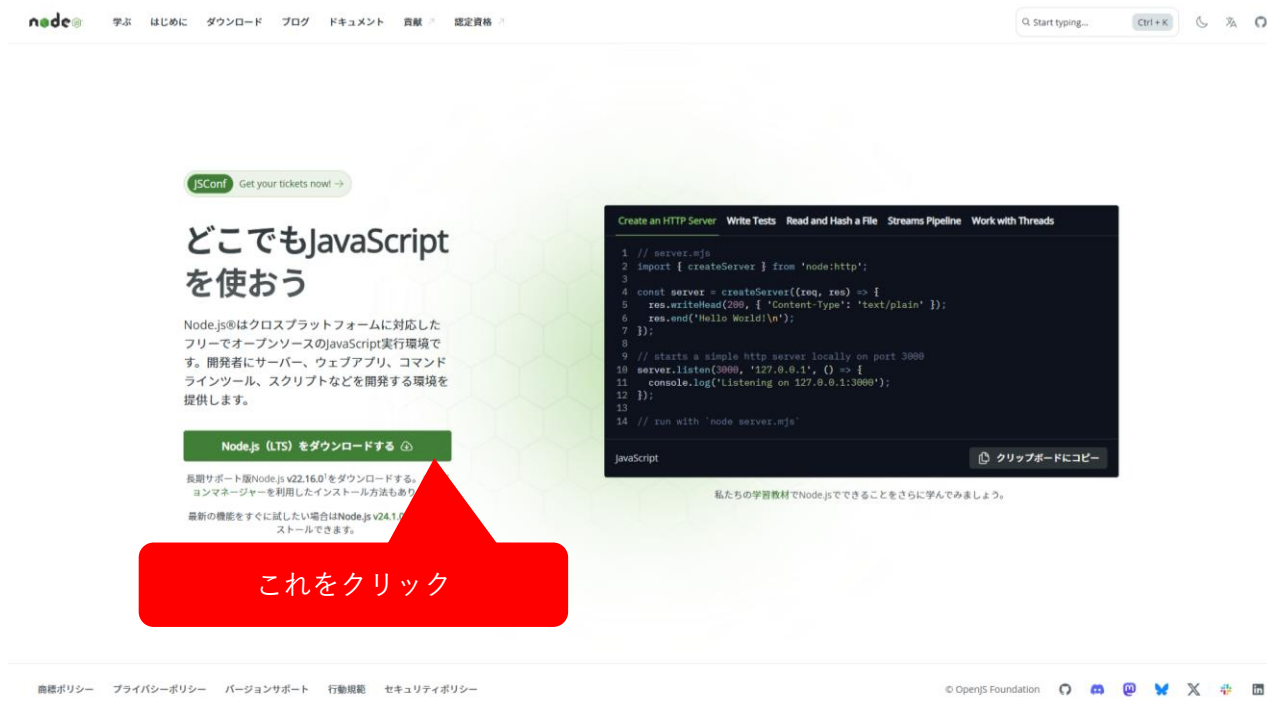 node
学ぶ はじめに ダウンロード ブログ ドキュメント 貢献 認定資格
Start typing... Ctrl + K
JSConf Get your tickets now! →
どこでもJavaScript
を使おう
Node.js®はクロスプラットフォームに対応した
フリーでオープンソースのJavaScript実行環境で
す。開発者にサーバー、ウェブアプリ、コマンド
ラインツール、スクリプトなどを開発する環境を
提供します。
Node.js（LTS）をダウンロードする
長期サポート版Node.js v22.16.0¹をダウンロードする。
ョンマネージャーを利用したインストール方法もあり
最新の機能をすぐに試したい場合はNode.js v24.1.0
ストールできます。
これをクリック
Create an HTTP Server Write Tests Read and Hash a File Streams Pipeline Work with Threads
1 // server.mjs
2 import { createServer } from 'node:http';
3
4 const server = createServer((req, res) => {
5 res.writeHead(200, { 'Content-Type': 'text/plain' });
6 res.end('Hello World!\n');
7 });
8
9 // starts a simple http server locally on port 3000
10 server.listen(3000, '127.0.0.1', () => {
11 console.log('Listening on 127.0.0.1:3000');
12 });
13
14 // run with `node server.mjs`
JavaScript クリップボードにコピー
私たちの学習教材でNode.jsでできることをさらに学んでみましょう。
商標ポリシー プライバシーポリシー バージョンサポート 行動規範 セキュリティポリシー
© OpenJS Foundation